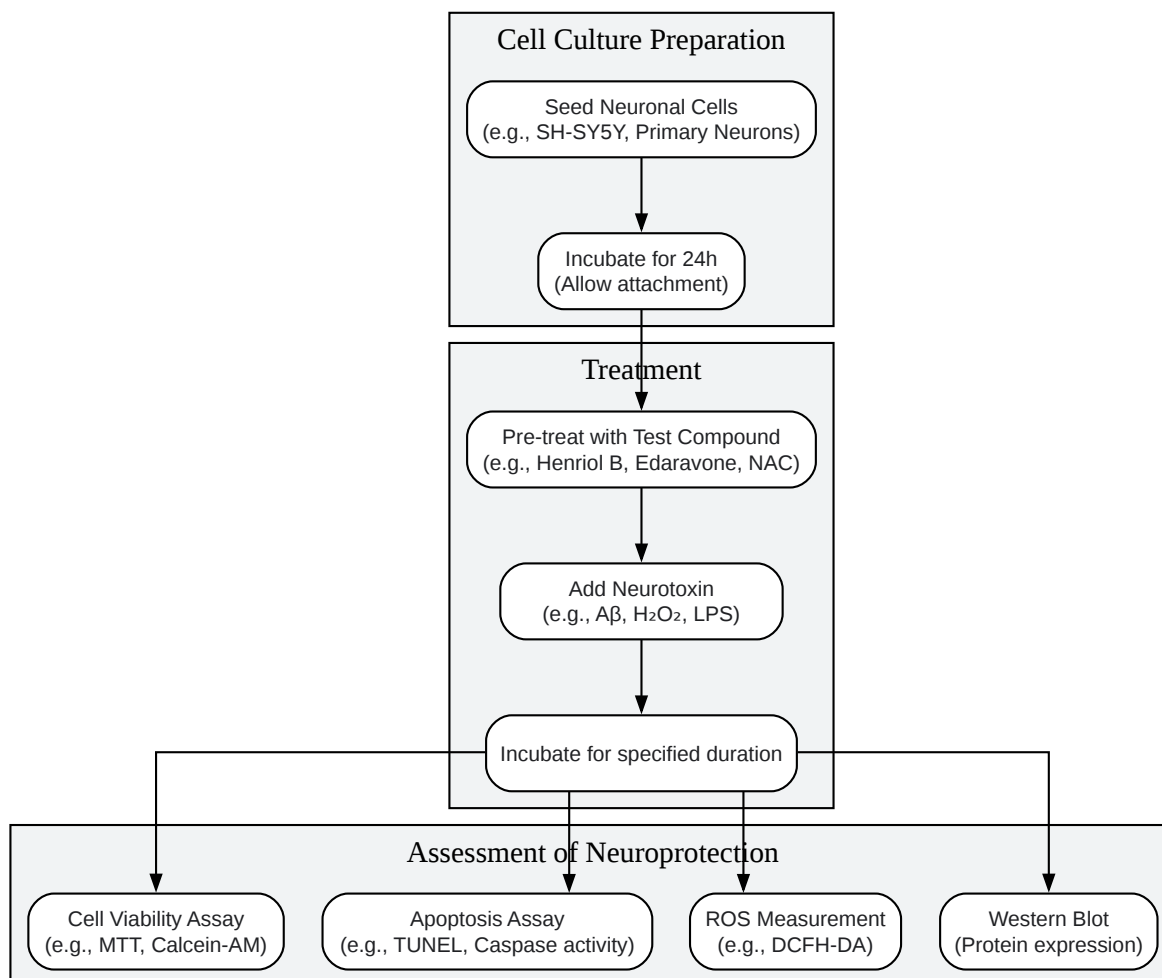 Cell Culture Preparation
Seed Neuronal Cells
(e.g., SH-SY5Y, Primary Neurons)
Incubate for 24h
(Allow attachment)
Treatment
Pre-treat with Test Compound
(e.g., Henriol B, Edaravone, NAC)
Add Neurotoxin
(e.g., Aβ, H₂O₂, LPS)
Incubate for specified duration
Assessment of Neuroprotection
Cell Viability Assay
(e.g., MTT, Calcein-AM)
Apoptosis Assay
(e.g., TUNEL, Caspase activity)
ROS Measurement
(e.g., DCFH-DA)
Western Blot
(Protein expression)